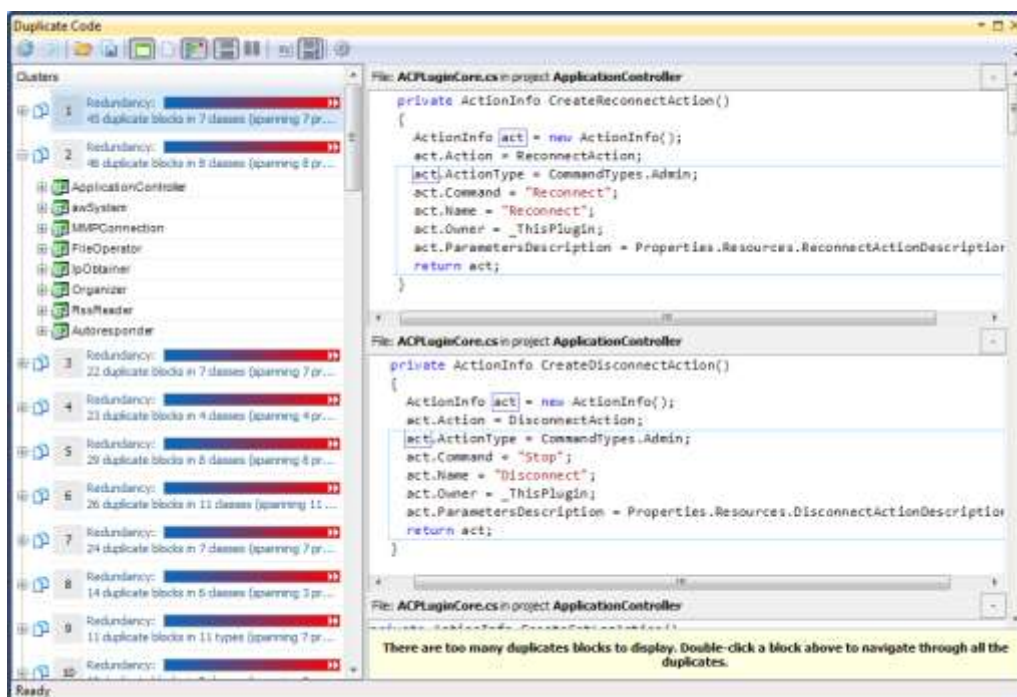 Duplicate Code
Clusters
1 Redundancy:
45 duplicate blocks in 7 classes (spanning 7 pr...
2 Redundancy:
46 duplicate blocks in 8 classes (spanning 8 pr...
ApplicationController
awSystem
MMPConnection
FileOperator
IpObtainer
Organizer
RssReader
Autoresponder
3 Redundancy:
22 duplicate blocks in 7 classes (spanning 7 pr...
4 Redundancy:
23 duplicate blocks in 4 classes (spanning 4 pr...
5 Redundancy:
29 duplicate blocks in 8 classes (spanning 8 pr...
6 Redundancy:
26 duplicate blocks in 11 classes (spanning 11 ...
7 Redundancy:
24 duplicate blocks in 7 classes (spanning 7 pr...
8 Redundancy:
14 duplicate blocks in 6 classes (spanning 3 pr...
9 Redundancy:
11 duplicate blocks in 11 types (spanning 7 pr...
10 Redundancy:
File: ACPLuginCore.cs in project ApplicationController
private ActionInfo CreateReconnectAction()
{
ActionInfo act = new ActionInfo();
act.Action = ReconnectAction;
act.ActionType = CommandTypes.Admin;
act.Command = "Reconnect";
act.Name = "Reconnect";
act.Owner = _ThisPlugin;
act.ParametersDescription = Properties.Resources.ReconnectActionDescription
return act;
}
File: ACPLuginCore.cs in project ApplicationController
private ActionInfo CreateDisconnectAction()
{
ActionInfo act = new ActionInfo();
act.Action = DisconnectAction;
act.ActionType = CommandTypes.Admin;
act.Command = "Stop";
act.Name = "Disconnect";
act.Owner = _ThisPlugin;
act.ParametersDescription = Properties.Resources.DisconnectActionDescription
return act;
}
File: ACPLuginCore.cs in project ApplicationController
There are too many duplicates blocks to display. Double-click a block above to navigate through all the
duplicates.
Ready